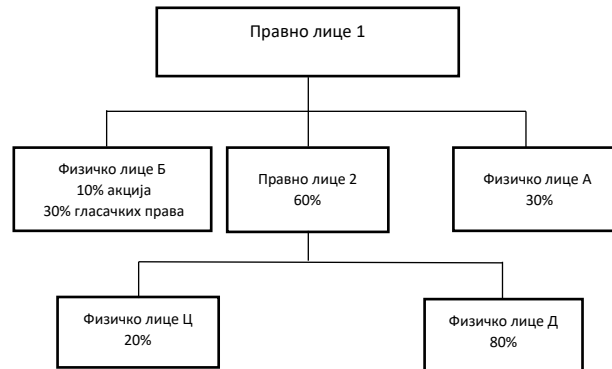 Правно лице 1
Физичко лице Б
10% акција
30% гласачких права
Правно лице 2
60%
Физичко лице А
30%
Физичко лице Ц
20%
Физичко лице Д
80%